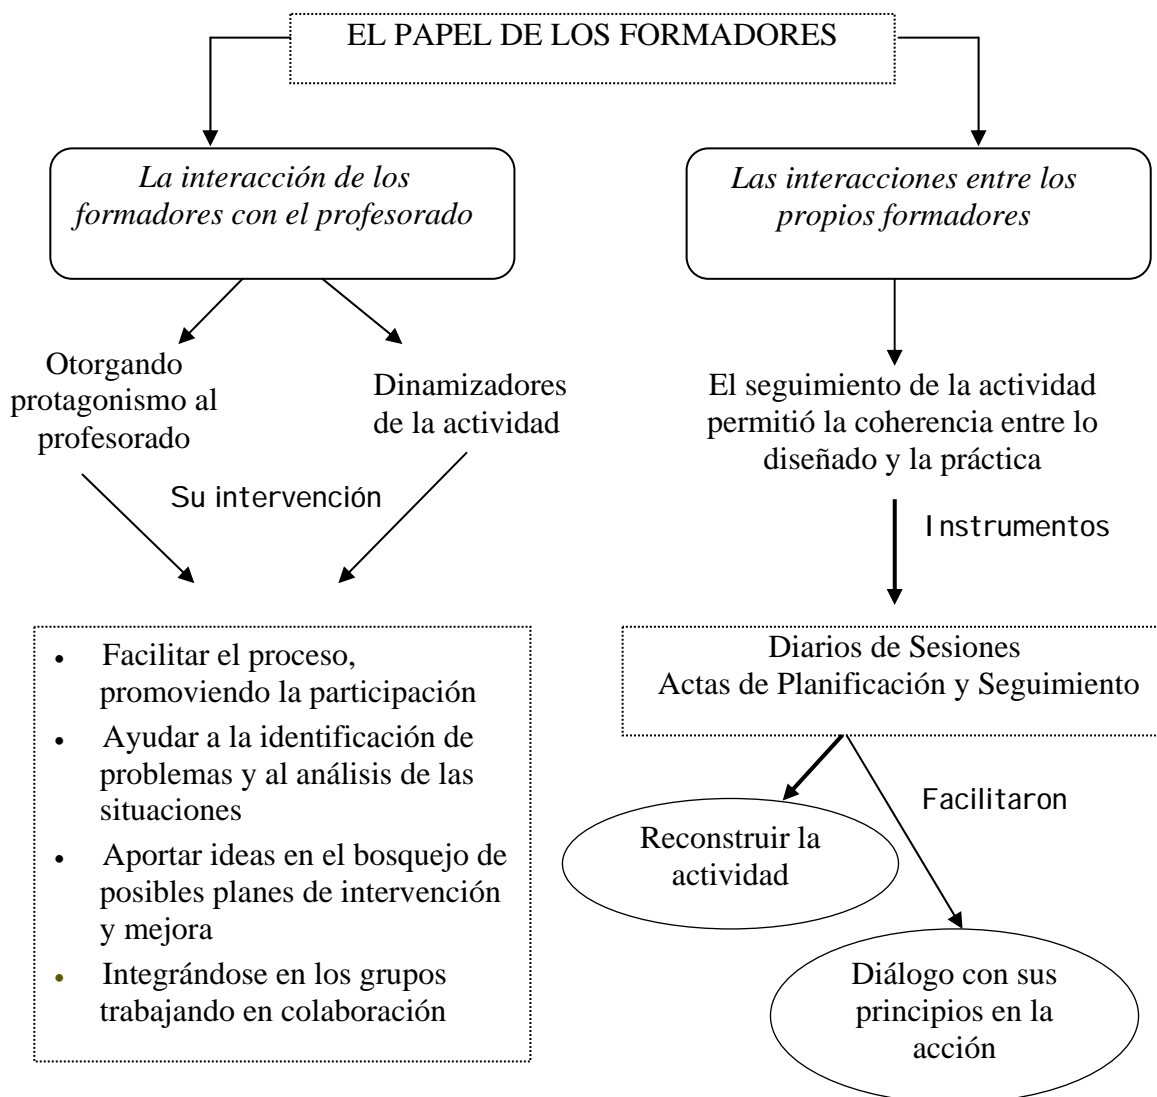 EL PAPEL DE LOS FORMADORES
La interacción de los
formadores con el profesorado
Otorgando
protagonismo al
profesorado
Dinamizadores
de la actividad
Su intervención
• Facilitar el proceso,
promoviendo la participación
• Ayudar a la identificación de
problemas y al análisis de las
situaciones
• Aportar ideas en el bosquejo de
posibles planes de intervención
y mejora
• Integrándose en los grupos
trabajando en colaboración
Las interacciones entre los
propios formadores
El seguimiento de la actividad
permitió la coherencia entre lo
diseñado y la práctica
Instrumentos
Diarios de Sesiones
Actas de Planificación y Seguimiento
Facilitaron
Reconstruir la
actividad
Diálogo con sus
principios en la
acción